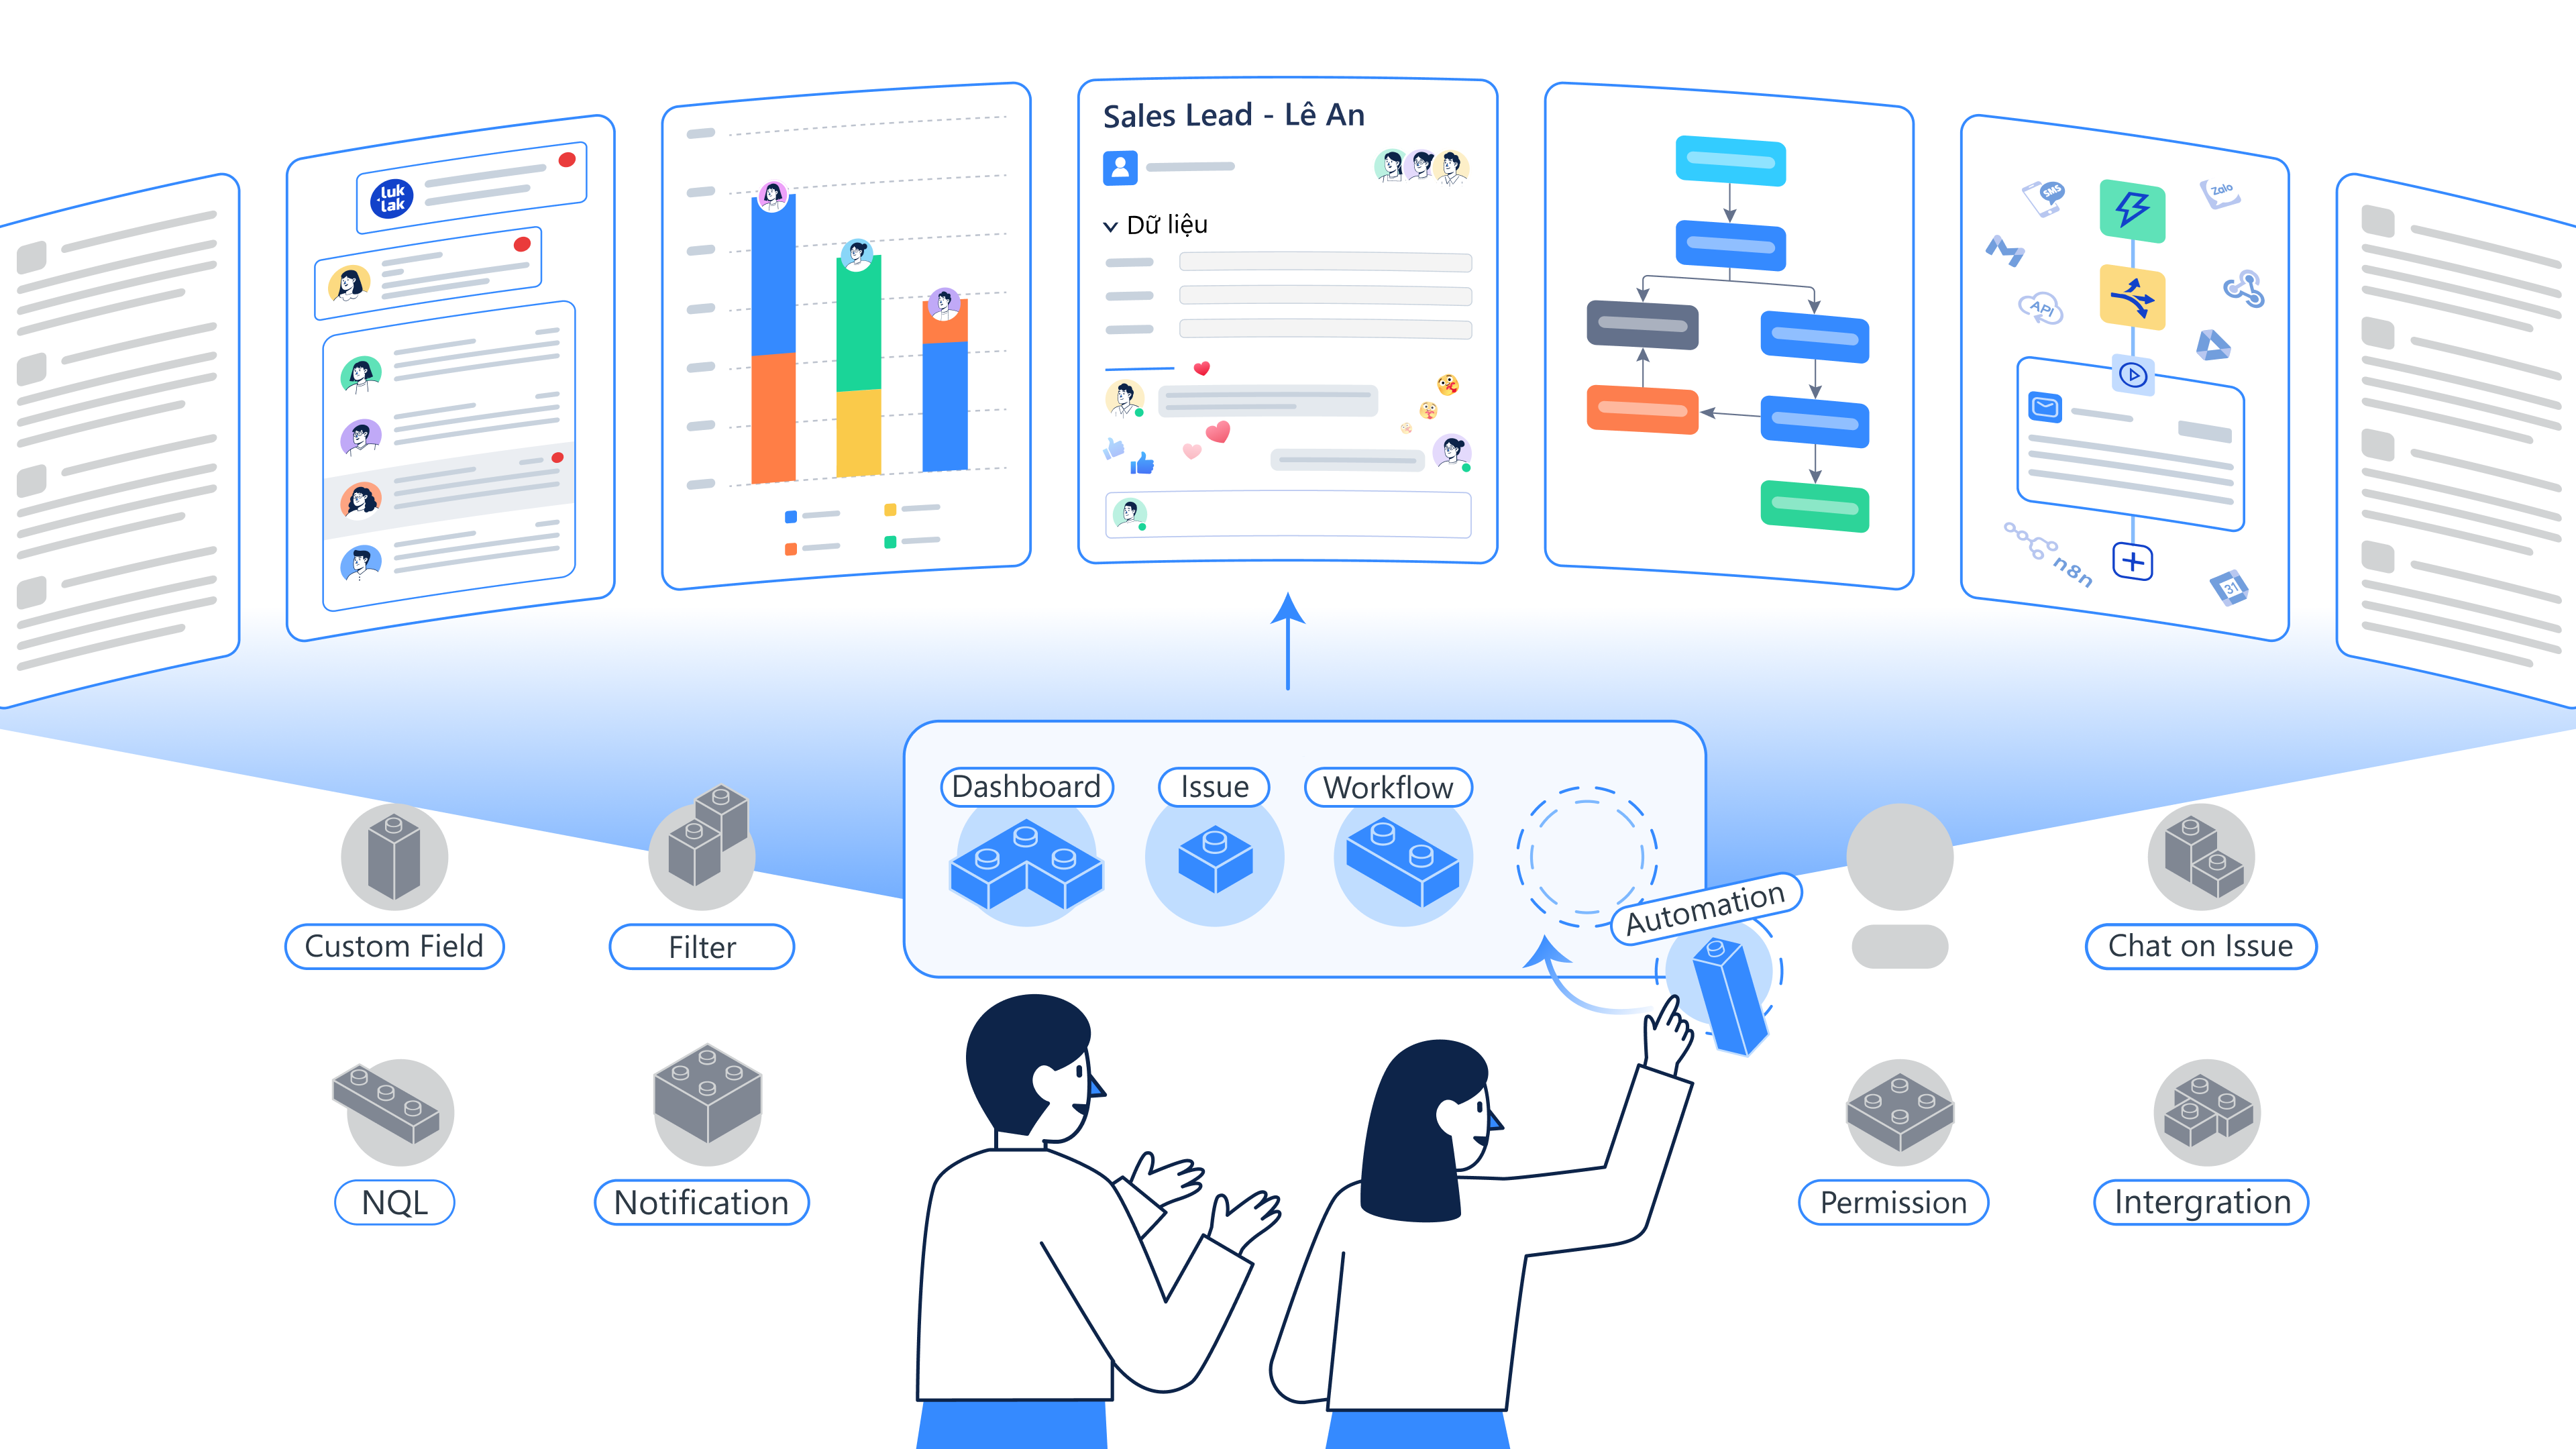 luk
lak
Sales Lead - Lê An
Dữ liệu
SMS
Zalo
API
n8n
31
Dashboard
Issue
Workflow
Automation
Custom Field
Filter
Chat on Issue
NQL
Notification
Permission
Intergration